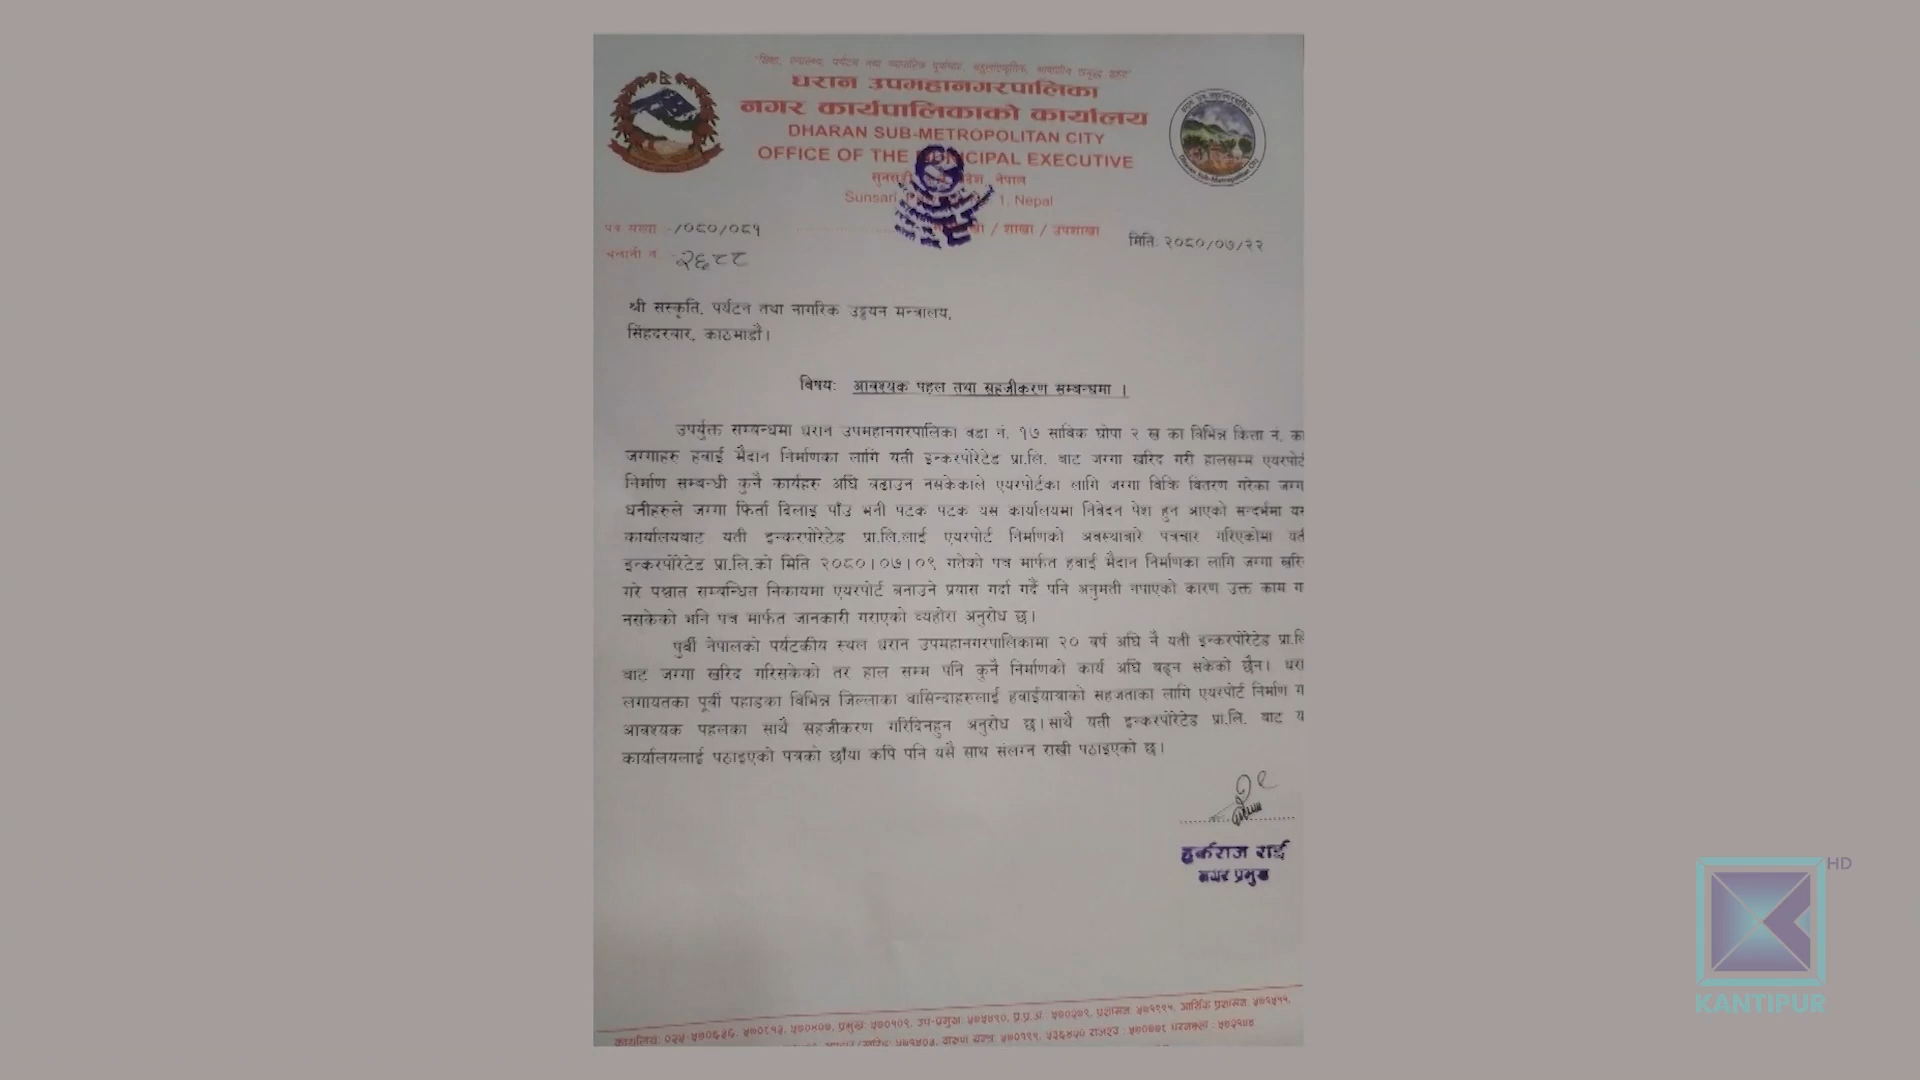 धरान उपमहानगरपालिका
नगर कार्यपालिकाको कार्यालय
DHARAN SUB-METROPOLITAN CITY
OFFICE OF THE MUNICIPAL EXECUTIVE
सुनसरी नेपाल
Sunsari 1, Nepal
पत्र संख्या :-/०८०/०८१
/ शाखा / उपशाखा
मिति: २०८०/०७/२२
चलानी नं. २६८८
श्री संस्कृति, पर्यटन तथा नागरिक उड्डयन मन्त्रालय,
सिंहदरबार, काठमाडौं।
विषय: आवश्यक पहल तथा सहजीकरण सम्बन्धमा ।
उपर्युक्त सम्बन्धमा धरान उपमहानगरपालिका वडा नं. १७ साविक घोपा २ ख का विभिन्न कित्ता नं. का
जग्गाहरु हवाई मैदान निर्माणका लागि यती इन्करपोरेटेड प्रा.लि. बाट जग्गा खरिद गरी हालसम्म एयरपोर्ट
निर्माण सम्बन्धी कुनै कार्यहरु अघि बढाउन नसकेकाले एयरपोर्टका लागि जग्गा विक्रि वितरण गरेका जग्गा
धनीहरुले जग्गा फिर्ता दिलाइ पाँउ भनी पटक पटक यस कार्यालयमा निवेदन पेश हुन आएको सन्दर्भमा यस
कार्यालयबाट यती इन्करपोरेटेड प्रा.लि.लाई एयरपोर्ट निर्माणको अवस्थाबारे पत्रचार गरिएकोमा यती
इन्करपोरेटेड प्रा.लि.को मिति २०८०।०७।०९ गतेको पत्र मार्फत हवाई मैदान निर्माणका लागि जग्गा खरिद
गरे पश्चात सम्बन्धित निकायमा एयरपोर्ट बनाउने प्रयास गर्दा गर्दै पनि अनुमती नपाएको कारण उक्त काम ग
नसकेको भनि पत्र मार्फत जानकारी गराएको व्यहोरा अनुरोध छ।
पुर्वी नेपालको पर्यटकीय स्थल धरान उपमहानगरपालिकामा २० वर्ष अघि नै यती इन्करपोरेटेड प्रा.लि
बाट जग्गा खरिद गरिसकेको तर हाल सम्म पनि कुनै निर्माणको कार्य अघि बढ्न सकेको छैन। धरा
लगायतका पूर्वी पहाडका विभिन्न जिल्लाका वासिन्दाहरुलाई हवाईयात्राको सहजताका लागि एयरपोर्ट निर्माण ग
आवश्यक पहलका साथै सहजीकरण गरिदिनहुन अनुरोध छ। साथै यती इन्करपोरेटेड प्रा.लि. बाट य
कार्यालयलाई पठाइएको पत्रको छाँया कपि पनि यसै साथ संलग्न राखी पठाइएको छ।
हर्कराज राई
नगर प्रमुख
HD
KANTIPUR